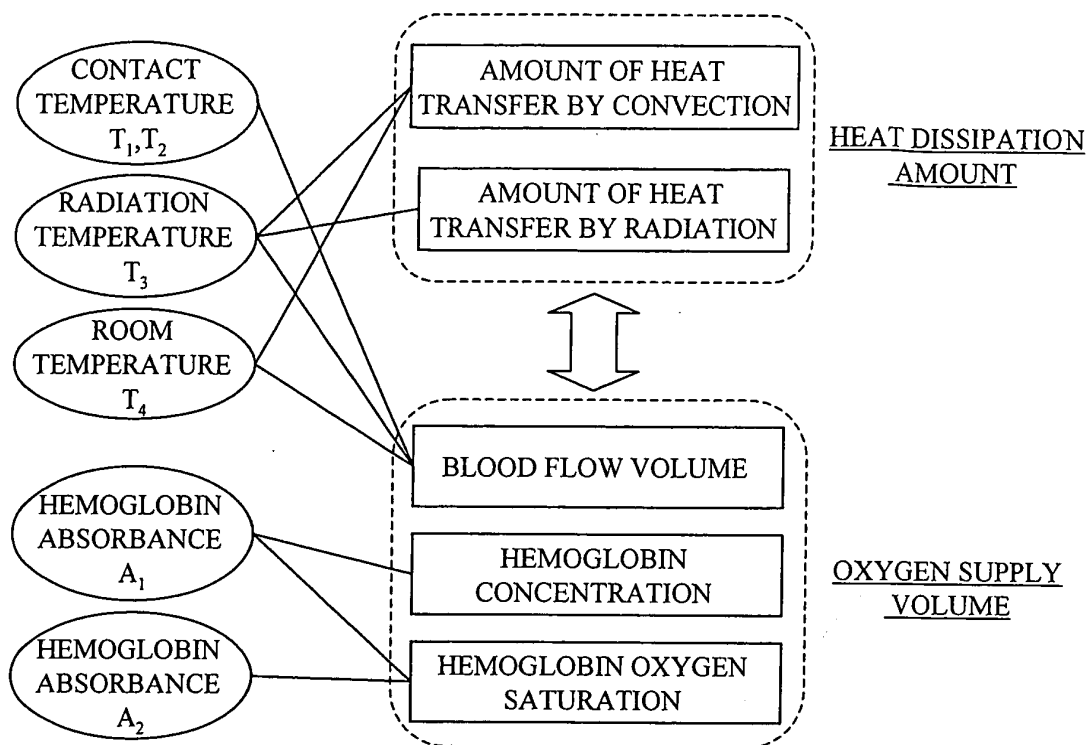 CONTACT
TEMPERATURE
T₁,T₂
RADIATION
TEMPERATURE
T₃
ROOM
TEMPERATURE
T₄
HEMOGLOBIN
ABSORBANCE
A₁
HEMOGLOBIN
ABSORBANCE
A₂
AMOUNT OF HEAT
TRANSFER BY CONVECTION
AMOUNT OF HEAT
TRANSFER BY RADIATION
HEAT DISSIPATION
AMOUNT
BLOOD FLOW VOLUME
HEMOGLOBIN
CONCENTRATION
HEMOGLOBIN OXYGEN
SATURATION
OXYGEN SUPPLY
VOLUME